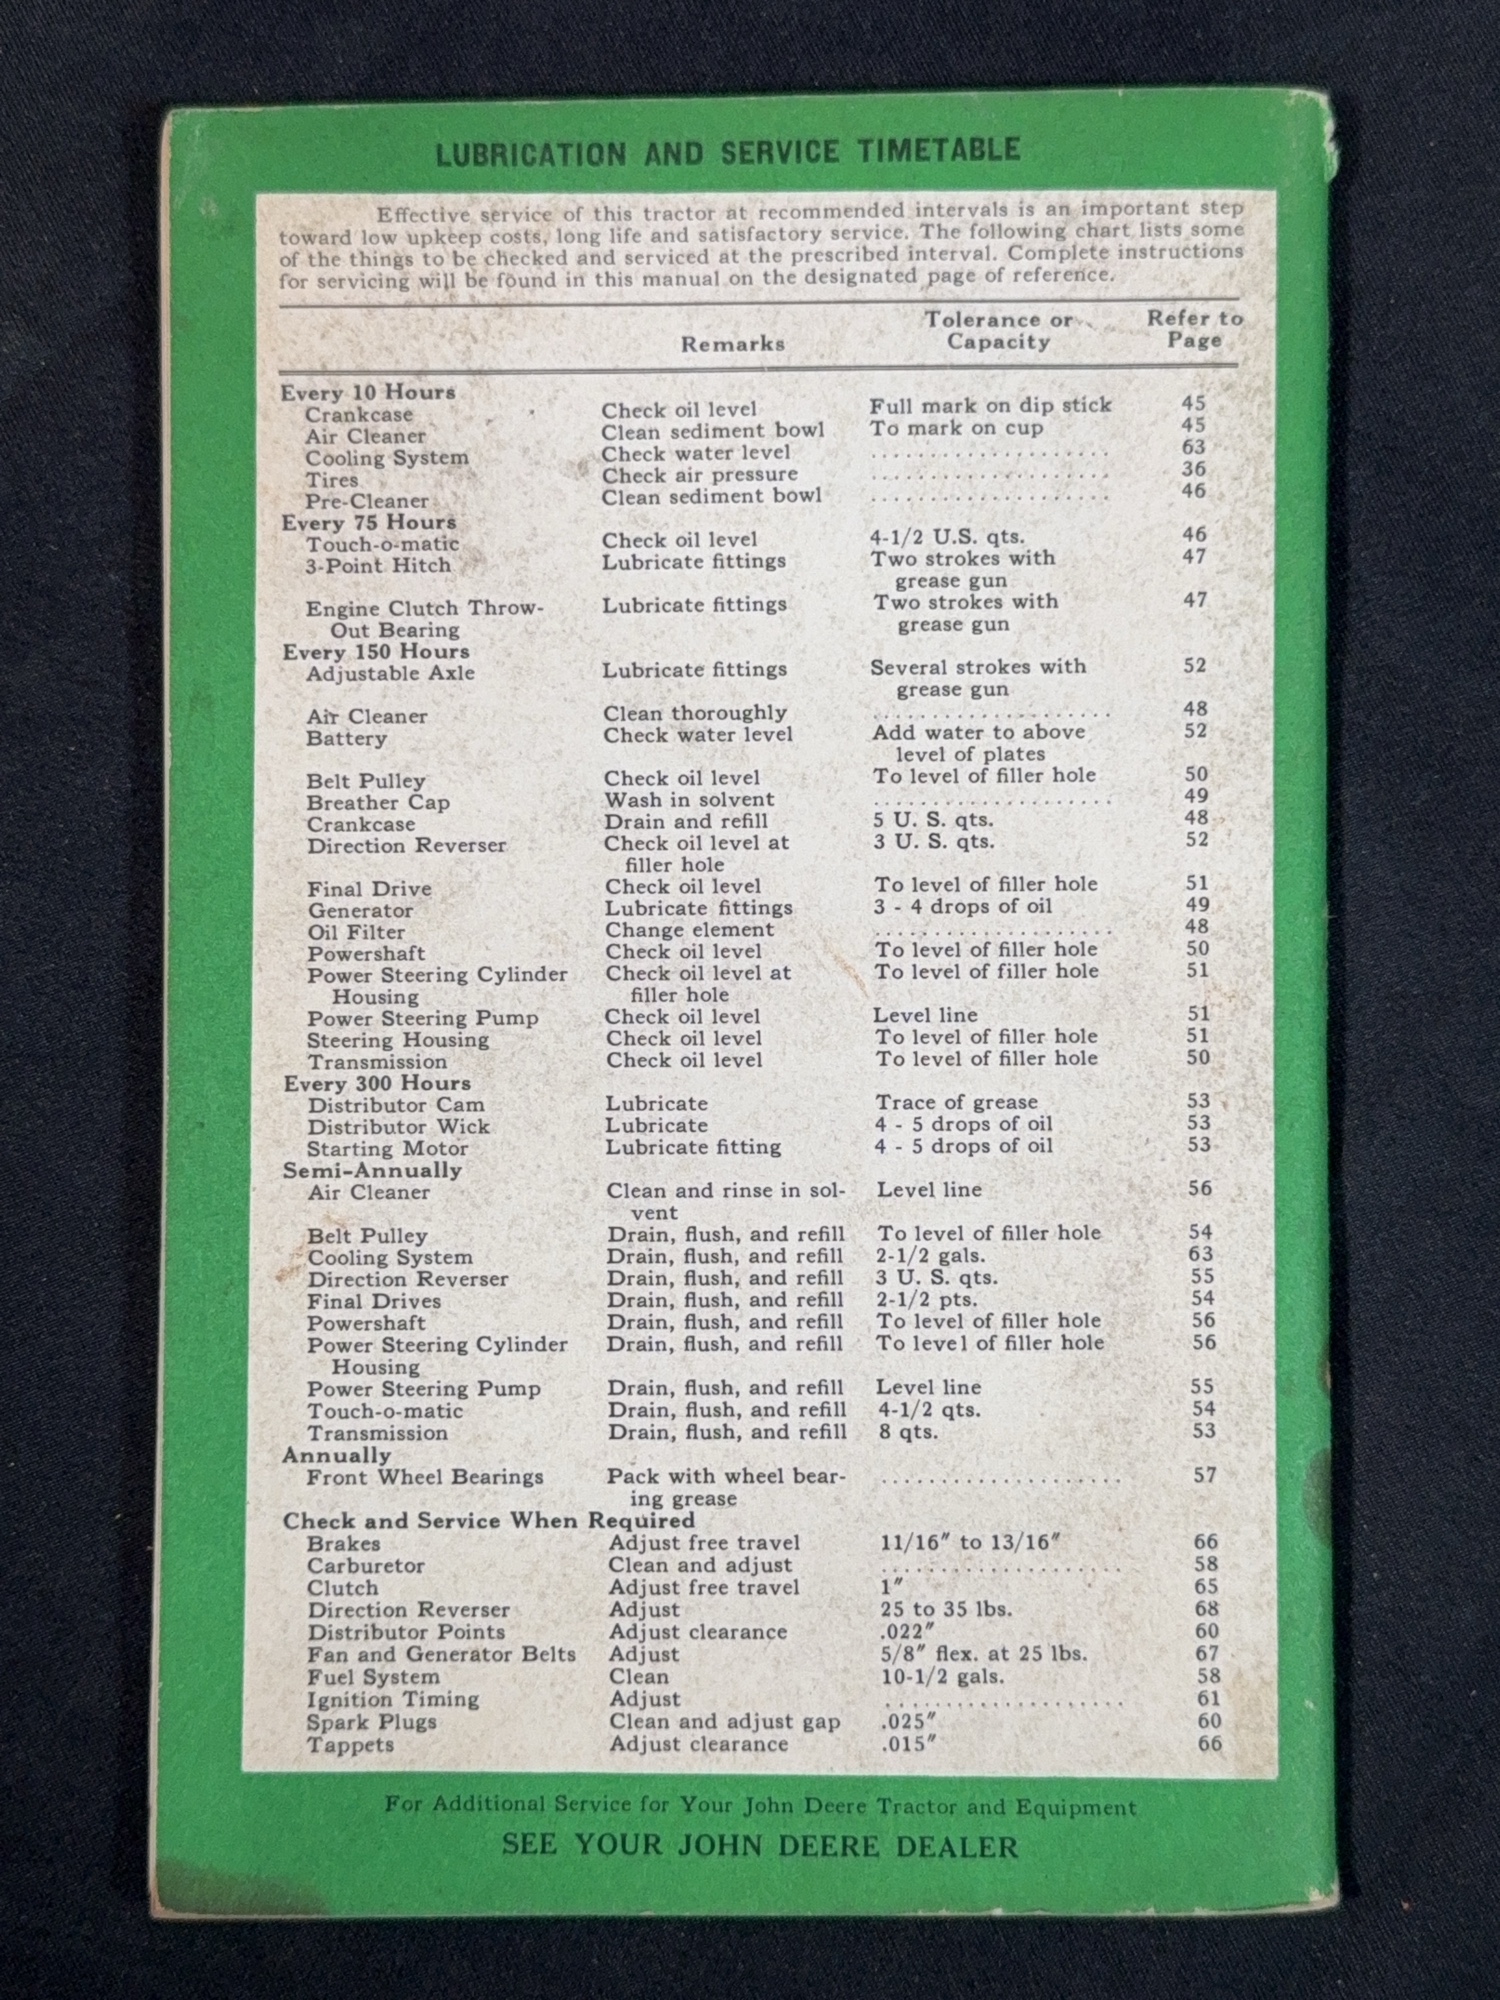 LUBRICATION AND SERVICE TIMETABLE
Effective service of this tractor at recommended intervals is an important step
toward low upkeep costs, long life and satisfactory service. The following chart lists some
of the things to be checked and serviced at the prescribed interval. Complete instructions
for servicing will be found in this manual on the designated page of reference.
Tolerance or Refer to
Remarks Capacity Page
Every 10 Hours
Crankcase Check oil level Full mark on dip stick 45
Air Cleaner Clean sediment bowl To mark on cup 45
Cooling System Check water level .................... 63
Tires Check air pressure .................... 36
Pre-Cleaner Clean sediment bowl .................... 46
Every 75 Hours
Touch-o-matic Check oil level 4-1/2 U.S. qts. 46
3-Point Hitch Lubricate fittings Two strokes with 47
grease gun
Engine Clutch Throw- Lubricate fittings Two strokes with 47
Out Bearing grease gun
Every 150 Hours
Adjustable Axle Lubricate fittings Several strokes with 52
grease gun
Air Cleaner Clean thoroughly .................... 48
Battery Check water level Add water to above 52
level of plates
Belt Pulley Check oil level To level of filler hole 50
Breather Cap Wash in solvent .................... 49
Crankcase Drain and refill 5 U. S. qts. 48
Direction Reverser Check oil level at 3 U. S. qts. 52
filler hole
Final Drive Check oil level To level of filler hole 51
Generator Lubricate fittings 3 - 4 drops of oil 49
Oil Filter Change element .................... 48
Powershaft Check oil level To level of filler hole 50
Power Steering Cylinder Check oil level at To level of filler hole 51
Housing filler hole
Power Steering Pump Check oil level Level line 51
Steering Housing Check oil level To level of filler hole 51
Transmission Check oil level To level of filler hole 50
Every 300 Hours
Distributor Cam Lubricate Trace of grease 53
Distributor Wick Lubricate 4 - 5 drops of oil 53
Starting Motor Lubricate fitting 4 - 5 drops of oil 53
Semi-Annually
Air Cleaner Clean and rinse in sol- Level line 56
vent
Belt Pulley Drain, flush, and refill To level of filler hole 54
Cooling System Drain, flush, and refill 2-1/2 gals. 63
Direction Reverser Drain, flush, and refill 3 U. S. qts. 55
Final Drives Drain, flush, and refill 2-1/2 pts. 54
Powershaft Drain, flush, and refill To level of filler hole 56
Power Steering Cylinder Drain, flush, and refill To level of filler hole 56
Housing
Power Steering Pump Drain, flush, and refill Level line 55
Touch-o-matic Drain, flush, and refill 4-1/2 qts. 54
Transmission Drain, flush, and refill 8 qts. 53
Annually
Front Wheel Bearings Pack with wheel bear- .................... 57
ing grease
Check and Service When Required
Brakes Adjust free travel 11/16″ to 13/16″ 66
Carburetor Clean and adjust .................... 58
Clutch Adjust free travel 1″ 65
Direction Reverser Adjust 25 to 35 lbs. 68
Distributor Points Adjust clearance .022″ 60
Fan and Generator Belts Adjust 5/8″ flex. at 25 lbs. 67
Fuel System Clean 10-1/2 gals. 58
Ignition Timing Adjust .................... 61
Spark Plugs Clean and adjust gap .025″ 60
Tappets Adjust clearance .015″ 66
For Additional Service for Your John Deere Tractor and Equipment
SEE YOUR JOHN DEERE DEALER